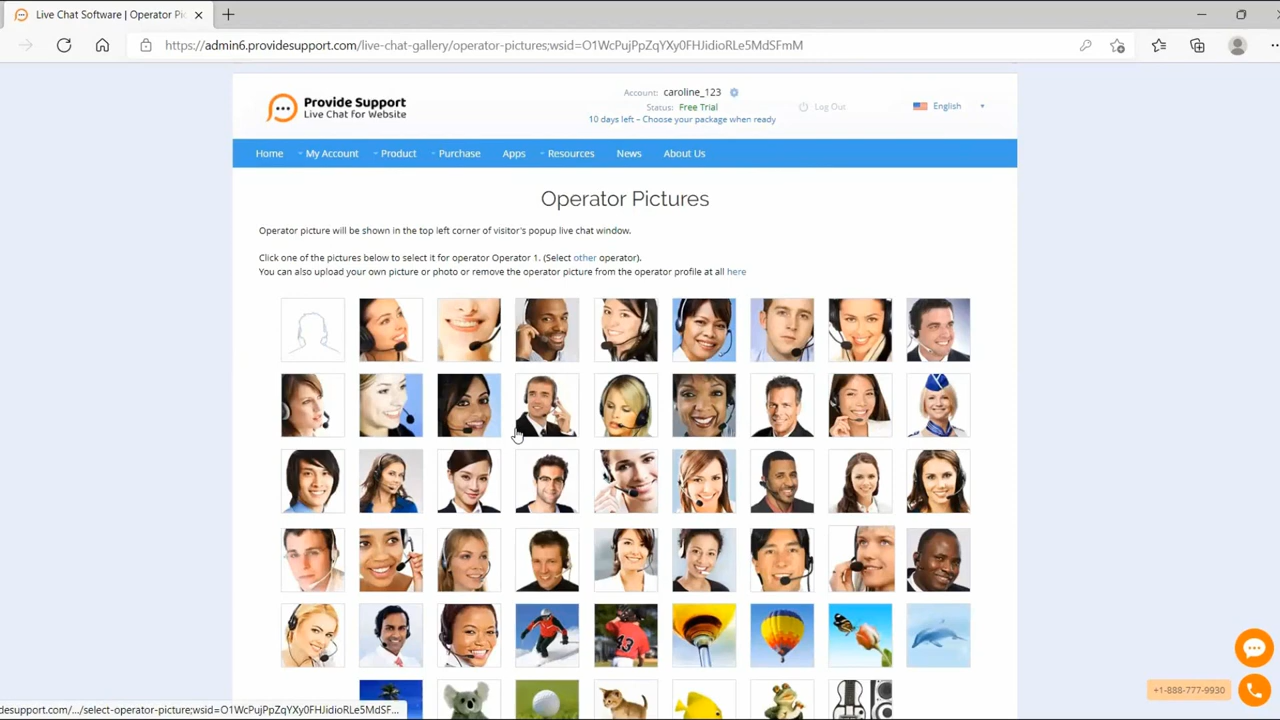 Live Chat Software | Operator Pi
https://admin6.providesupport.com/live-chat-gallery/operator-pictures;wsid=O1WcPujPpZqYXy0FHJidioRLe5MdSFmM
Provide Support
Live Chat for Website
Account: caroline_123
Status: Free Trial
10 days left – Choose your package when ready
Log Out
English
Home
My Account
Product
Purchase
Apps
Resources
News
About Us
Operator Pictures
Operator picture will be shown in the top left corner of visitor's popup live chat window.
Click one of the pictures below to select it for operator Operator 1. (Select other operator).
You can also upload your own picture or photo or remove the operator picture from the operator profile at all here
43
+1-888-777-9930
desupport.com/.../select-operator-pic
wsid=O1WcPujPpZqYXy0FHJidioRLe5MdSF...